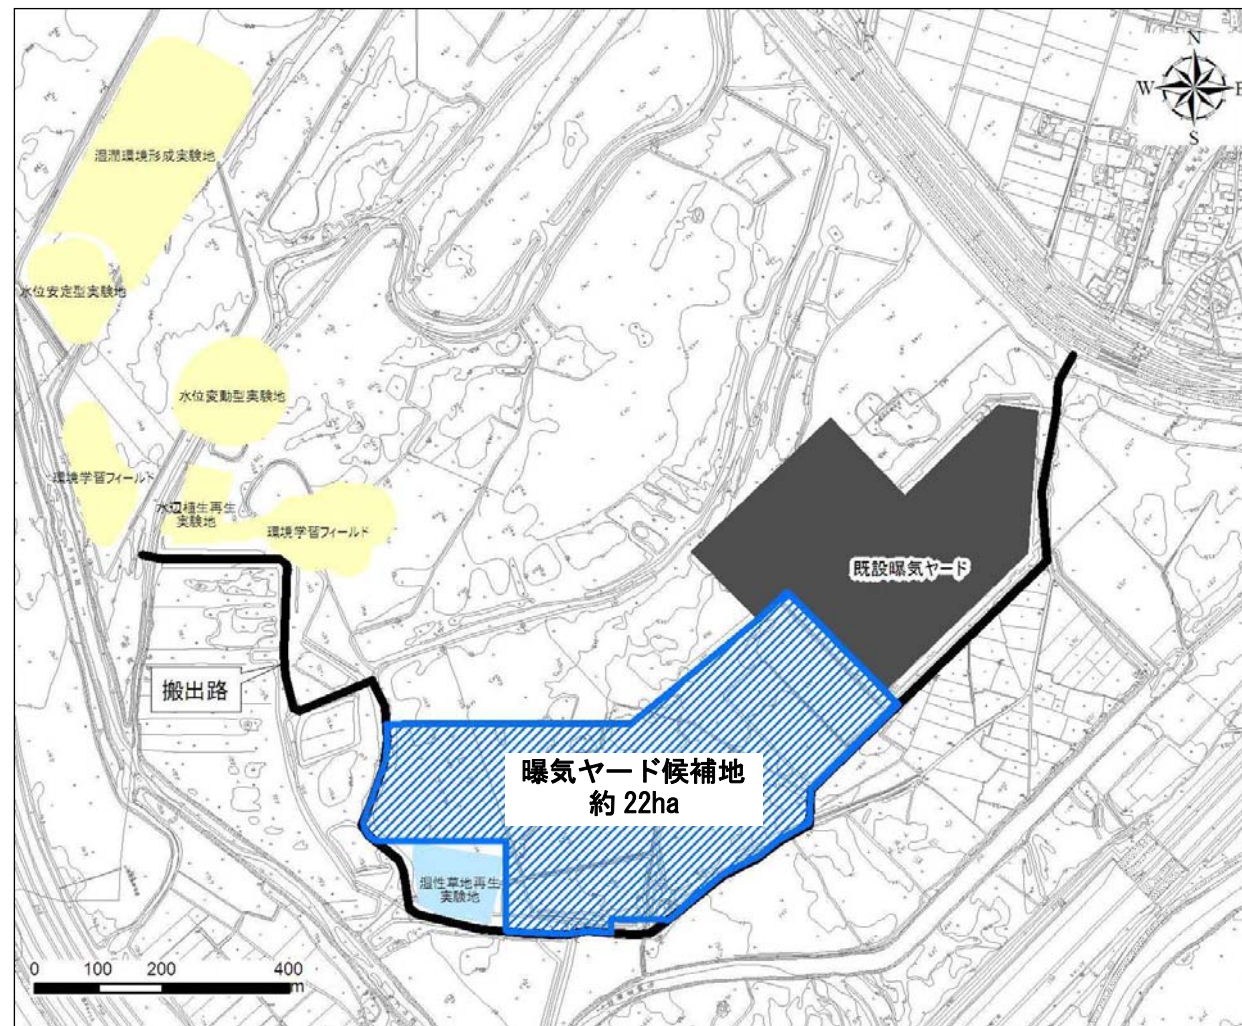 N
W
E
S
湿潤環境形成実験地
水位安定型実験地
水位変動型実験地
環境学習フィールド
水辺植生再生
実験地
環境学習フィールド
既設曝気ヤード
搬出路
曝気ヤード候補地
約 22ha
湿性草地再生
実験地
0 100 200 400
m